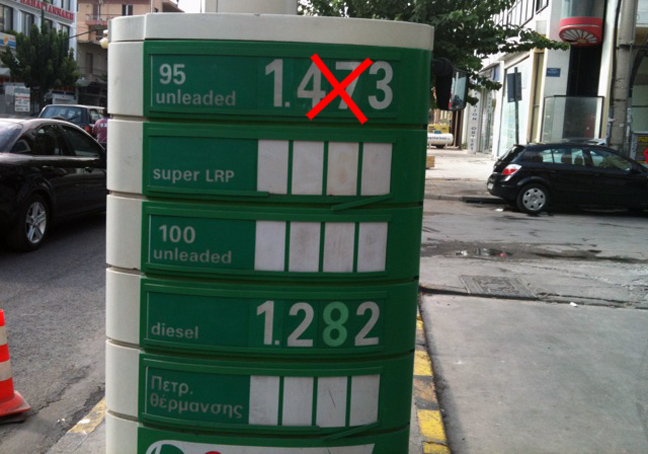 95
unleaded
1.473
super LRP
100
unleaded
diesel
1.282
Πετρ.
θέρμανσης